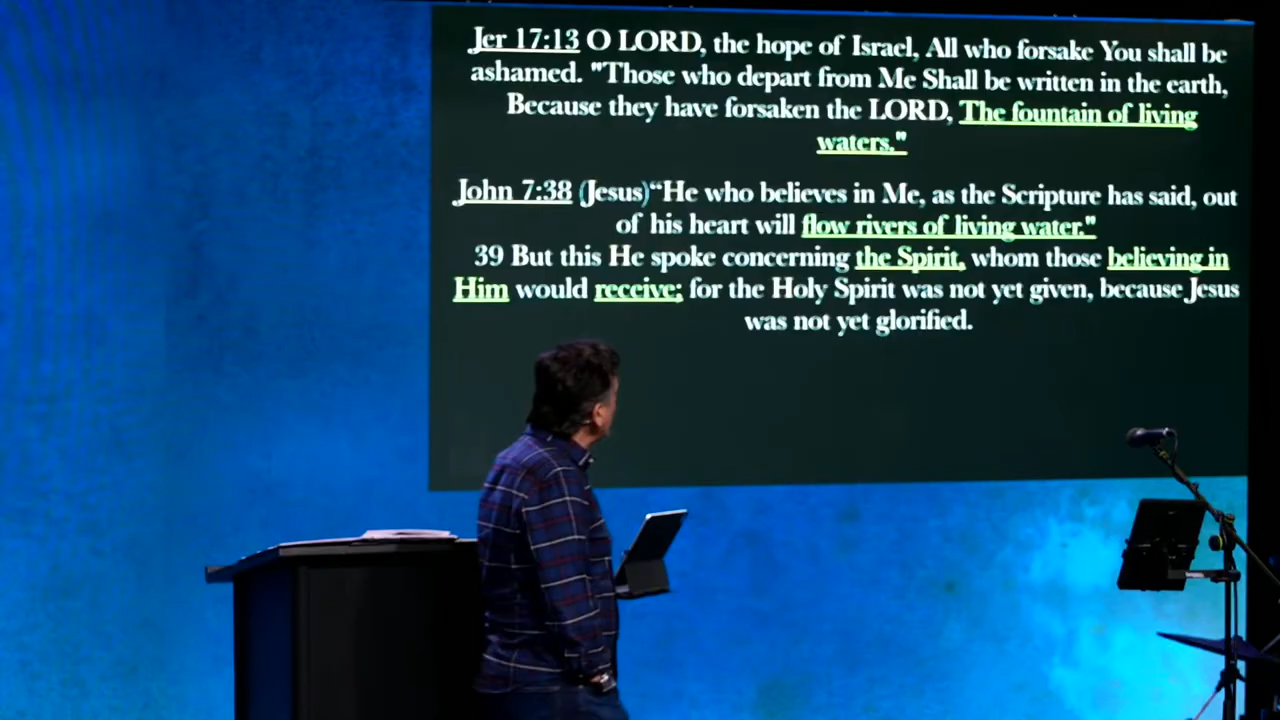 Jer 17:13 O LORD, the hope of Israel, All who forsake You shall be
ashamed. "Those who depart from Me Shall be written in the earth,
Because they have forsaken the LORD, The fountain of living
waters."
John 7:38 (Jesus)“He who believes in Me, as the Scripture has said, out
of his heart will flow rivers of living water."
39 But this He spoke concerning the Spirit, whom those believing in
Him would receive; for the Holy Spirit was not yet given, because Jesus
was not yet glorified.